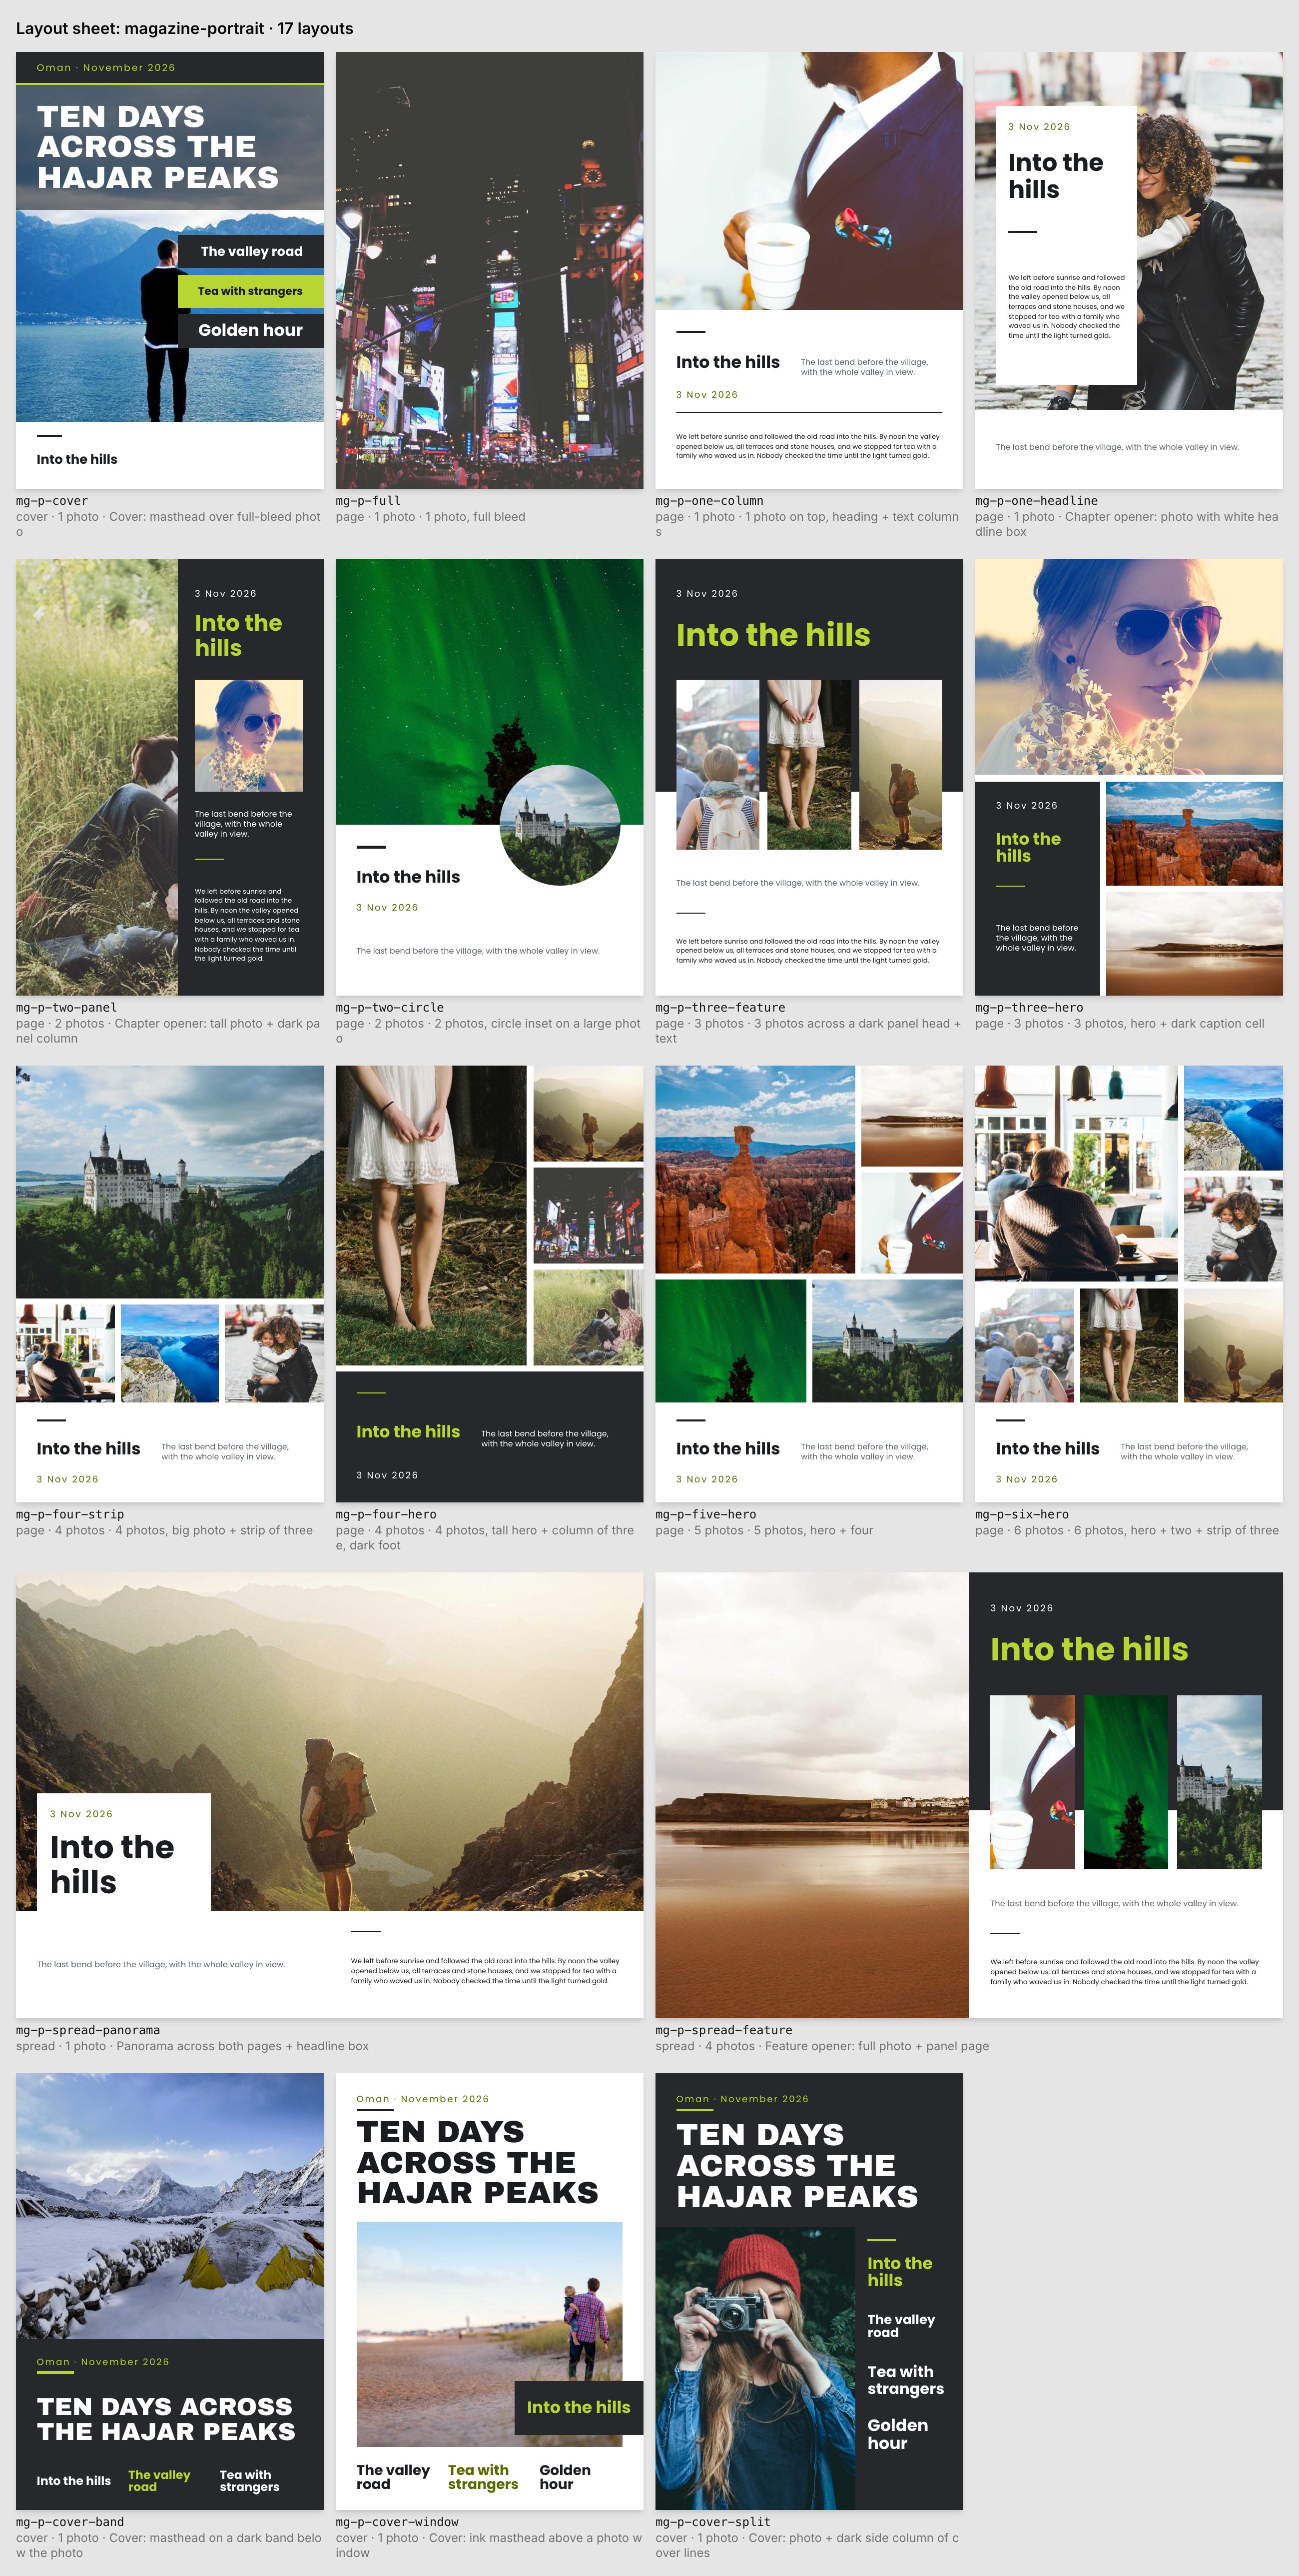 Layout sheet: magazine-portrait · 17 layouts
Oman · November 2026
TEN DAYS
ACROSS THE
HAJAR PEAKS
The valley road
Tea with strangers
Golden hour
Into the hills
mg-p-cover
cover · 1 photo · Cover: masthead over full-bleed phot
o
mg-p-full
page · 1 photo · 1 photo, full bleed
Into the hills
The last bend before the village,
with the whole valley in view.
3 Nov 2026
We left before sunrise and followed the old road into the hills. By noon the valley
opened below us, all terraces and stone houses, and we stopped for tea with a
family who waved us in. Nobody checked the time until the light turned gold.
mg-p-one-column
page · 1 photo · 1 photo on top, heading + text column
s
3 Nov 2026
Into the
hills
We left before sunrise and followed
the old road into the hills. By noon
the valley opened below us, all
terraces and stone houses, and we
stopped for tea with a family who
waved us in. Nobody checked the
time until the light turned gold.
The last bend before the village, with the whole valley in view.
mg-p-one-headline
page · 1 photo · Chapter opener: photo with white hea
dline box
3 Nov 2026
Into the
hills
The last bend before the
village, with the whole
valley in view.
We left before sunrise and
followed the old road into the
hills. By noon the valley opened
below us, all terraces and stone
houses, and we stopped for tea
with a family who waved us in.
Nobody checked the time until
the light turned gold.
mg-p-two-panel
page · 2 photos · Chapter opener: tall photo + dark pa
nel column
Into the hills
3 Nov 2026
The last bend before the village, with the whole valley in view.
mg-p-two-circle
page · 2 photos · 2 photos, circle inset on a large phot
o
3 Nov 2026
Into the hills
The last bend before the village, with the whole valley in view.
We left before sunrise and followed the old road into the hills. By noon the valley
opened below us, all terraces and stone houses, and we stopped for tea with a
family who waved us in. Nobody checked the time until the light turned gold.
mg-p-three-feature
page · 3 photos · 3 photos across a dark panel head +
text
3 Nov 2026
Into the
hills
The last bend before
the village, with the
whole valley in view.
mg-p-three-hero
page · 3 photos · 3 photos, hero + dark caption cell
Into the hills
The last bend before the village,
with the whole valley in view.
3 Nov 2026
mg-p-four-strip
page · 4 photos · 4 photos, big photo + strip of three
Into the hills
The last bend before the village,
with the whole valley in view.
3 Nov 2026
mg-p-four-hero
page · 4 photos · 4 photos, tall hero + column of thre
e, dark foot
Into the hills
The last bend before the village,
with the whole valley in view.
3 Nov 2026
mg-p-five-hero
page · 5 photos · 5 photos, hero + four
Into the hills
The last bend before the village,
with the whole valley in view.
3 Nov 2026
mg-p-six-hero
page · 6 photos · 6 photos, hero + two + strip of three
3 Nov 2026
Into the
hills
The last bend before the village, with the whole valley in view.
We left before sunrise and followed the old road into the hills. By noon the valley
opened below us, all terraces and stone houses, and we stopped for tea with a
family who waved us in. Nobody checked the time until the light turned gold.
mg-p-spread-panorama
spread · 1 photo · Panorama across both pages + headline box
3 Nov 2026
Into the hills
The last bend before the village, with the whole valley in view.
We left before sunrise and followed the old road into the hills. By noon the valley
opened below us, all terraces and stone houses, and we stopped for tea with a
family who waved us in. Nobody checked the time until the light turned gold.
mg-p-spread-feature
spread · 4 photos · Feature opener: full photo + panel page
Oman · November 2026
TEN DAYS ACROSS
THE HAJAR PEAKS
Into the hills
The valley
road
Tea with
strangers
mg-p-cover-band
cover · 1 photo · Cover: masthead on a dark band belo
w the photo
Oman · November 2026
TEN DAYS
ACROSS THE
HAJAR PEAKS
Into the hills
The valley
road
Tea with
strangers
Golden
hour
mg-p-cover-window
cover · 1 photo · Cover: ink masthead above a photo w
indow
Oman · November 2026
TEN DAYS
ACROSS THE
HAJAR PEAKS
Into the
hills
The valley
road
Tea with
strangers
Golden
hour
mg-p-cover-split
cover · 1 photo · Cover: photo + dark side column of c
over lines